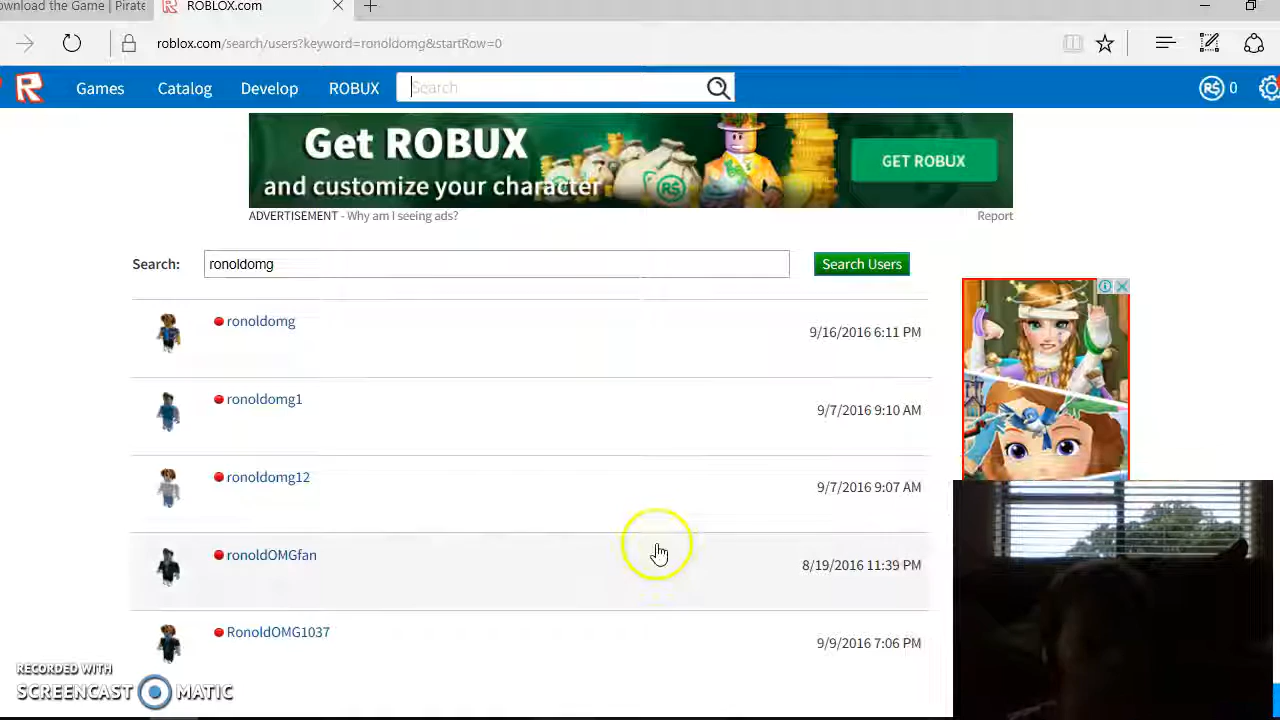 ownload the Game | Pirate
ROBLOX.com
roblox.com/search/users?keyword=ronoldomg&startRow=0
R
Games
Catalog
Develop
ROBUX
Search
R$ 0
Get ROBUX
and customize your character
R$
GET ROBUX
ADVERTISEMENT - Why am I seeing ads?
Report
Search:
ronoldomg
Search Users
ronoldomg
9/16/2016 6:11 PM
ronoldomg1
9/7/2016 9:10 AM
ronoldomg12
9/7/2016 9:07 AM
ronoldOMGfan
8/19/2016 11:39 PM
RonoldOMG1037
9/9/2016 7:06 PM
RECORDED WITH
SCREENCAST MATIC